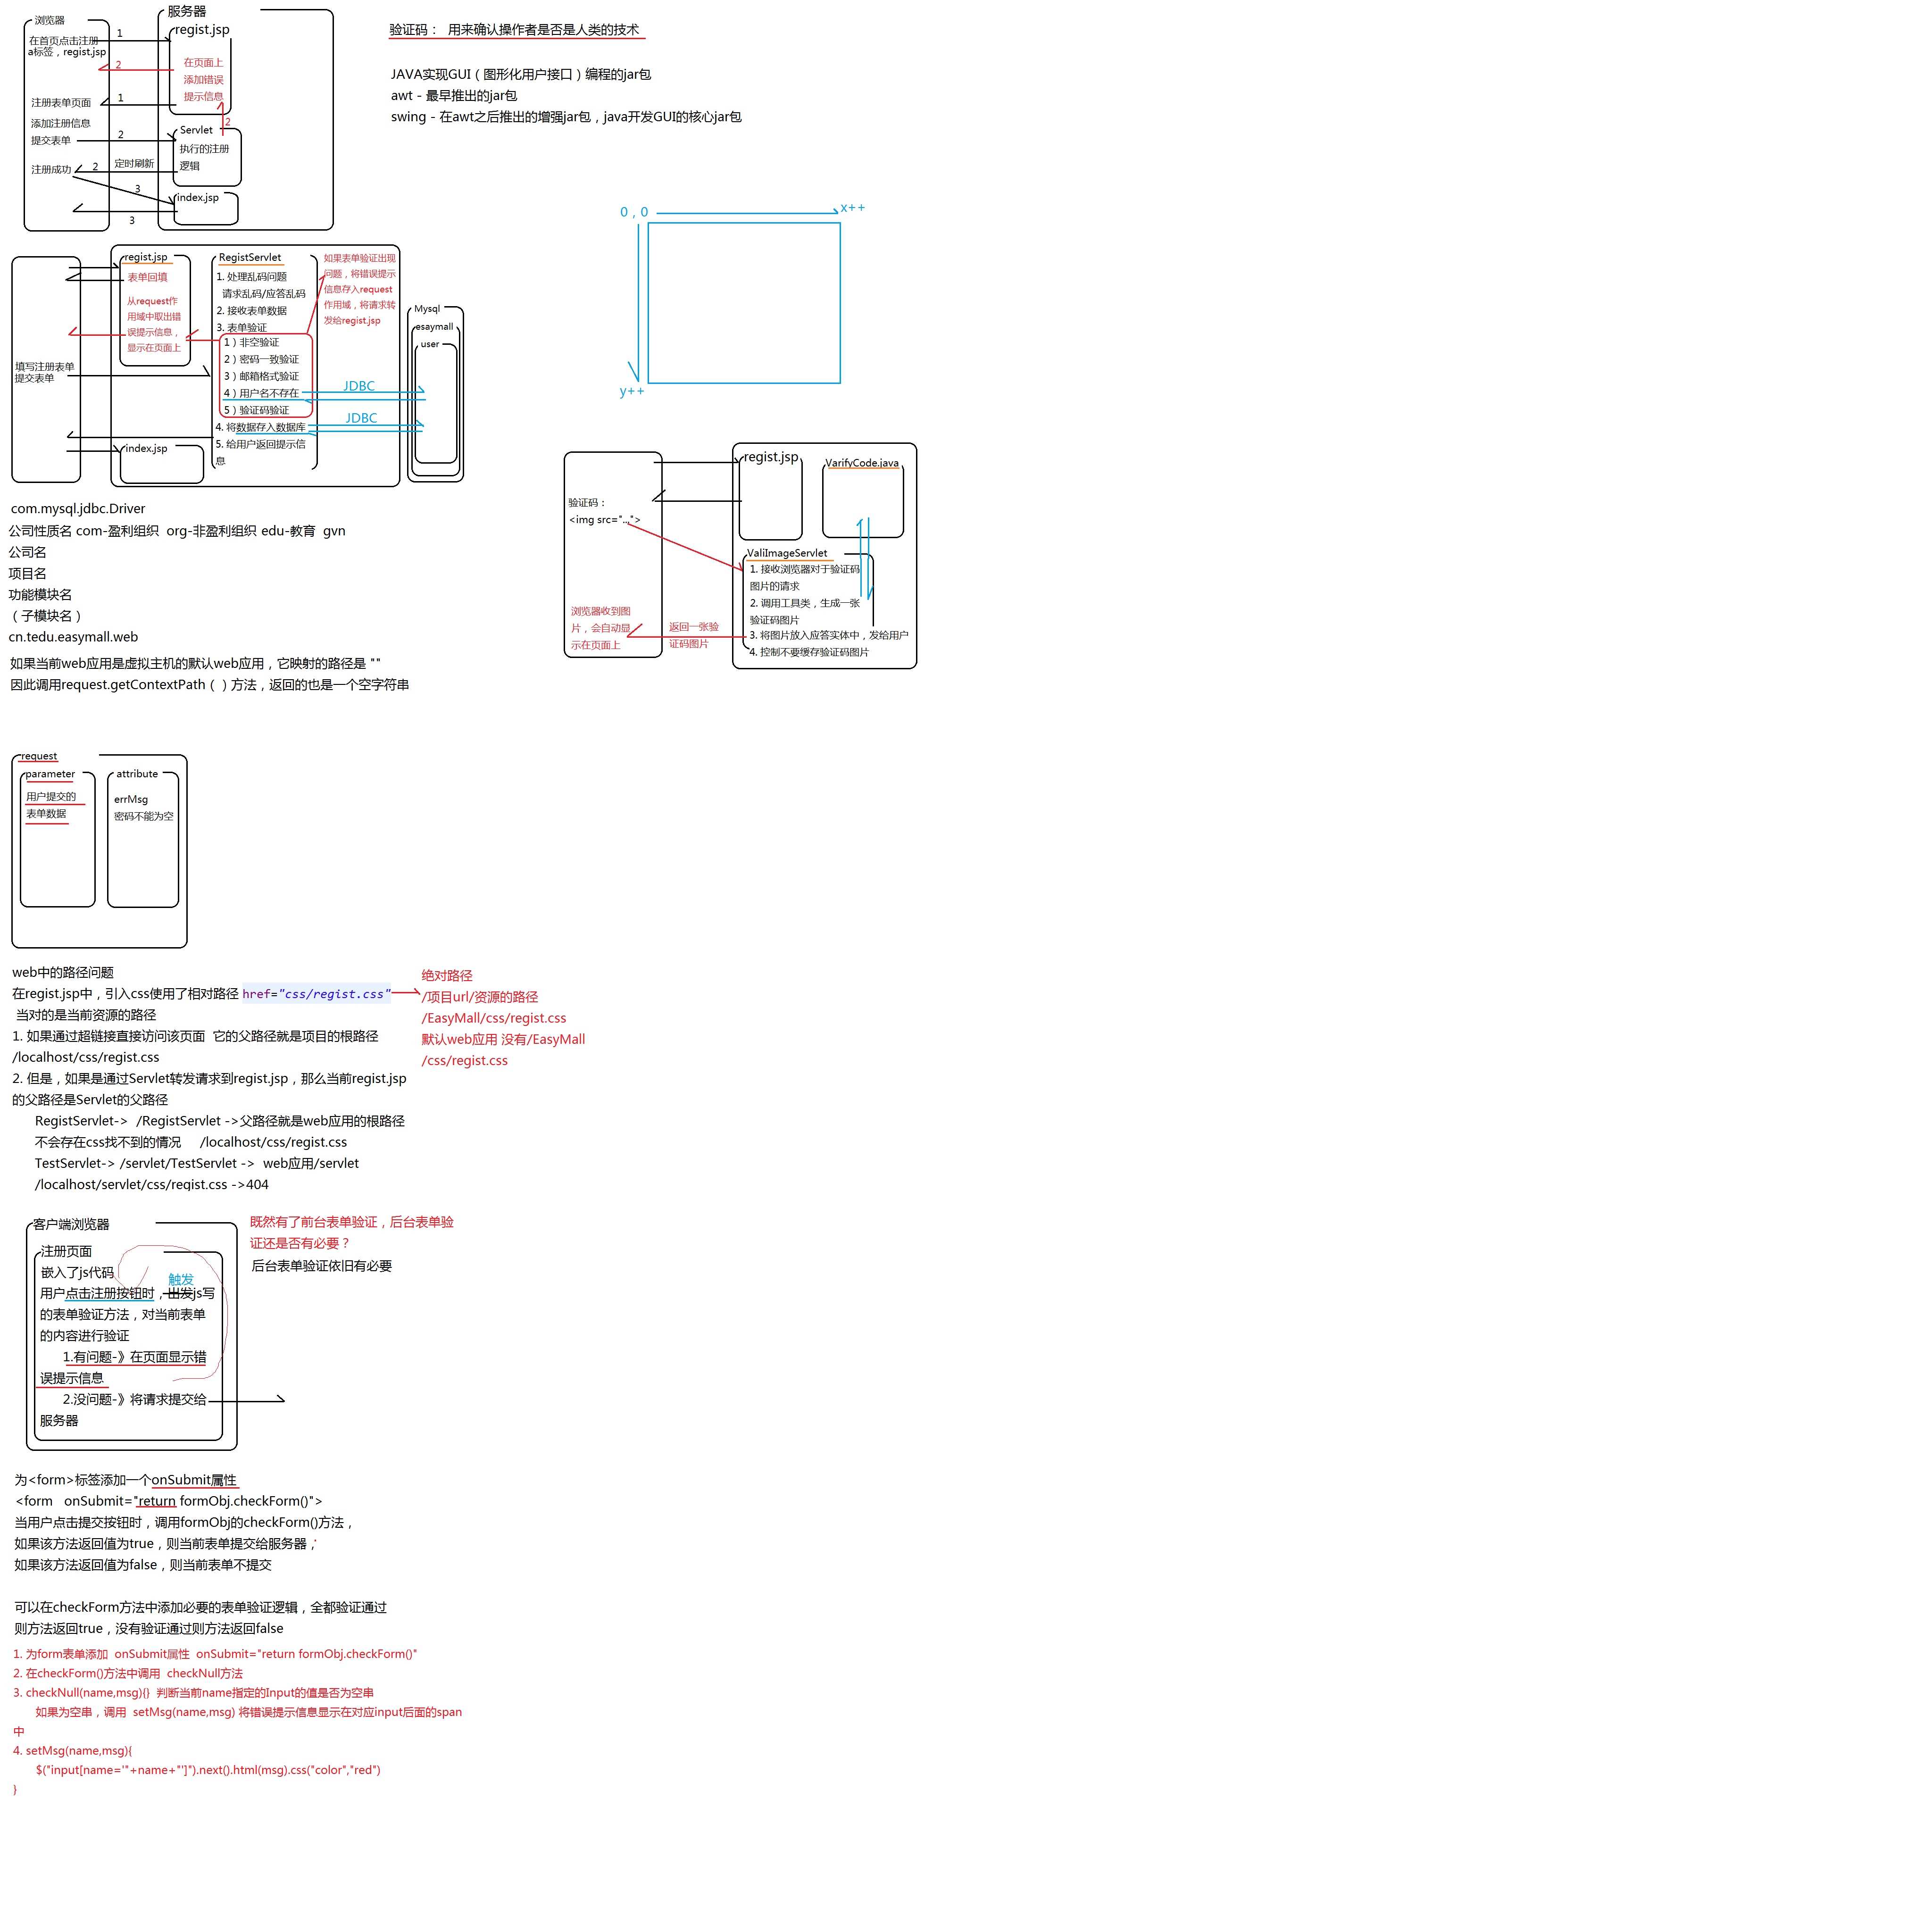 浏览器
服务器
在首页点击注册
a标签，regist.jsp
1
regist.jsp
2
在页面上
添加错误
提示信息
注册表单页面
1
添加注册信息
提交表单
2
2
Servlet
执行的注册
逻辑
注册成功
2
定时刷新
3
index.jsp
3
验证码： 用来确认操作者是否是人类的技术
JAVA实现GUI（图形化用户接口）编程的jar包
awt - 最早推出的jar包
swing - 在awt之后推出的增强jar包，java开发GUI的核心jar包
0，0
x++
y++
regist.jsp
表单回填
从request作
用域中取出错
误提示信息，
显示在页面上
填写注册表单
提交表单
index.jsp
RegistServlet
1. 处理乱码问题
请求乱码/应答乱码
2. 接收表单数据
3. 表单验证
1）非空验证
2）密码一致验证
3）邮箱格式验证
4）用户名不存在
5）验证码验证
4. 将数据存入数据库
5. 给用户返回提示信
息
如果表单验证出现
问题，将错误提示
信息存入request
作用域，将请求转
发给regist.jsp
JDBC
JDBC
Mysql
esaymall
user
验证码：
<img src="..,">
浏览器收到图
片，会自动显
示在页面上
返回一张验
证码图片
regist.jsp
VarifyCode.java
ValiImageServlet
1. 接收浏览器对于验证码
图片的请求
2. 调用工具类，生成一张
验证码图片
3. 将图片放入应答实体中，发给用户
4. 控制不要缓存验证码图片
com.mysql.jdbc.Driver
公司性质名 com-盈利组织 org-非盈利组织 edu-教育 gvn
公司名
项目名
功能模块名
（子模块名）
cn.tedu.easymall.web
如果当前web应用是虚拟主机的默认web应用，它映射的路径是 ""
因此调用request.getContextPath（）方法，返回的也是一个空字符串
request
parameter
用户提交的
表单数据
attribute
errMsg
密码不能为空
web中的路径问题
在regist.jsp中，引入css使用了相对路径 href="css/regist.css"
当对的是当前资源的路径
1. 如果通过超链接直接访问该页面 它的父路径就是项目的根路径
/localhost/css/regist.css
2. 但是，如果是通过Servlet转发请求到regist.jsp，那么当前regist.jsp
的父路径是Servlet的父路径
RegistServlet-> /RegistServlet ->父路径就是web应用的根路径
不会存在css找不到的情况 /localhost/css/regist.css
TestServlet-> /servlet/TestServlet -> web应用/servlet
/localhost/servlet/css/regist.css ->404
绝对路径
/项目url/资源的路径
/EasyMall/css/regist.css
默认web应用 没有/EasyMall
/css/regist.css
客户端浏览器
注册页面
嵌入了js代码
触发
用户点击注册按钮时，出发js写
的表单验证方法，对当前表单
的内容进行验证
1.有问题-》在页面显示错
误提示信息
2.没问题-》将请求提交给
服务器
既然有了前台表单验证，后台表单验
证还是否有必要？
后台表单验证依旧有必要
为<form>标签添加一个onSubmit属性
<form onSubmit="return formObj.checkForm()">
当用户点击提交按钮时，调用formObj的checkForm()方法，
如果该方法返回值为true，则当前表单提交给服务器，
如果该方法返回值为false，则当前表单不提交
可以在checkForm方法中添加必要的表单验证逻辑，全都验证通过
则方法返回true，没有验证通过则方法返回false
1. 为form表单添加 onSubmit属性 onSubmit="return formObj.checkForm()"
2. 在checkForm()方法中调用 checkNull方法
3. checkNull(name,msg){} 判断当前name指定的Input的值是否为空串
如果为空串，调用 setMsg(name,msg) 将错误提示信息显示在对应input后面的span
中
4. setMsg(name,msg){
$("input[name='"+name+"']").next().html(msg).css("color","red")
}